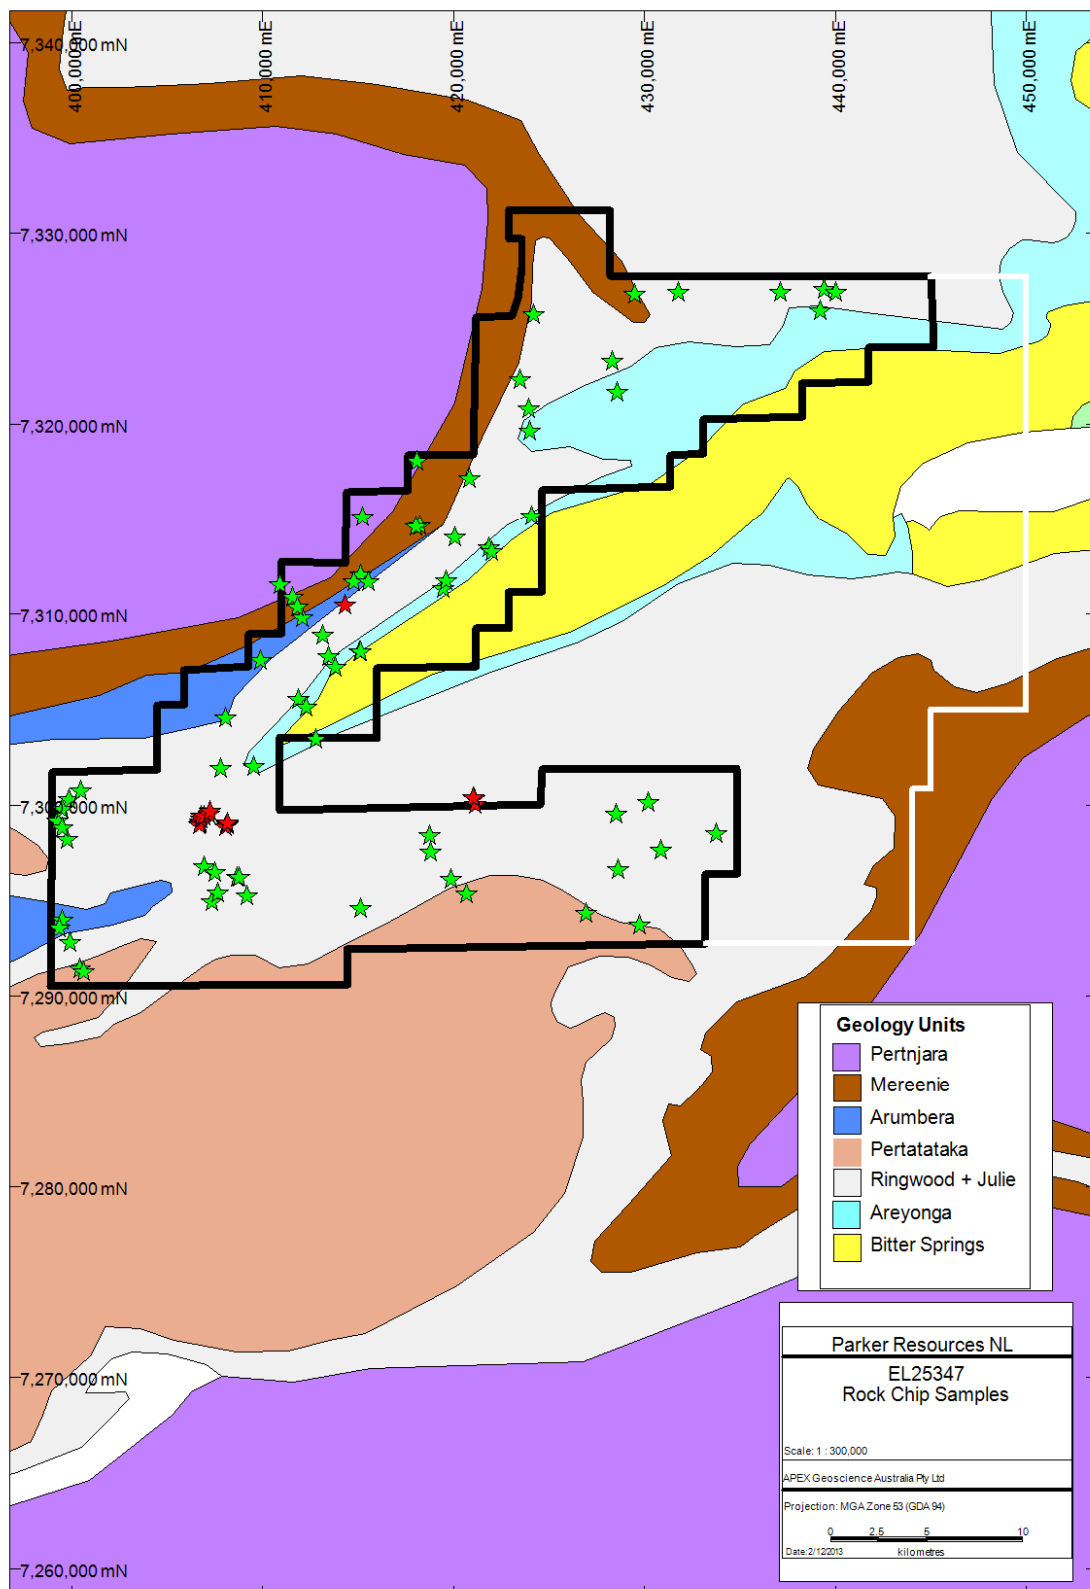 400,000 mE
410,000 mE
420,000 mE
430,000 mE
440,000 mE
450,000 mE
7,340,000 mN
7,330,000 mN
7,320,000 mN
7,310,000 mN
7,300,000 mN
7,290,000 mN
7,280,000 mN
7,270,000 mN
7,260,000 mN
Geology Units
Pertnjara
Mereenie
Arumbera
Pertatataka
Ringwood + Julie
Areyonga
Bitter Springs
Parker Resources NL
EL25347
Rock Chip Samples
Scale: 1 : 300,000
APEX Geoscience Australia Pty Ltd
Projection: MGA Zone 53 (GDA 94)
0 2.5 5 10
kilometres
Date: 2/12/2013